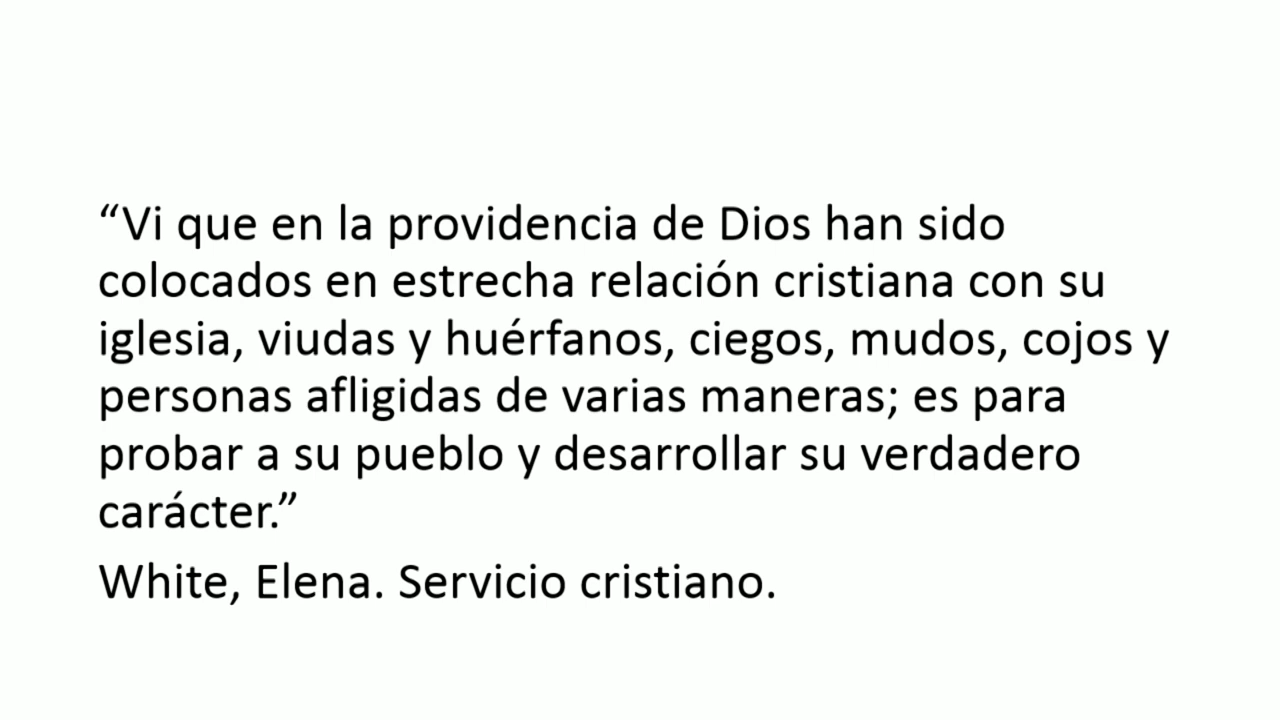 “Vi que en la providencia de Dios han sido
colocados en estrecha relación cristiana con su
iglesia, viudas y huérfanos, ciegos, mudos, cojos y
personas afligidas de varias maneras; es para
probar a su pueblo y desarrollar su verdadero
carácter.”
White, Elena. Servicio cristiano.